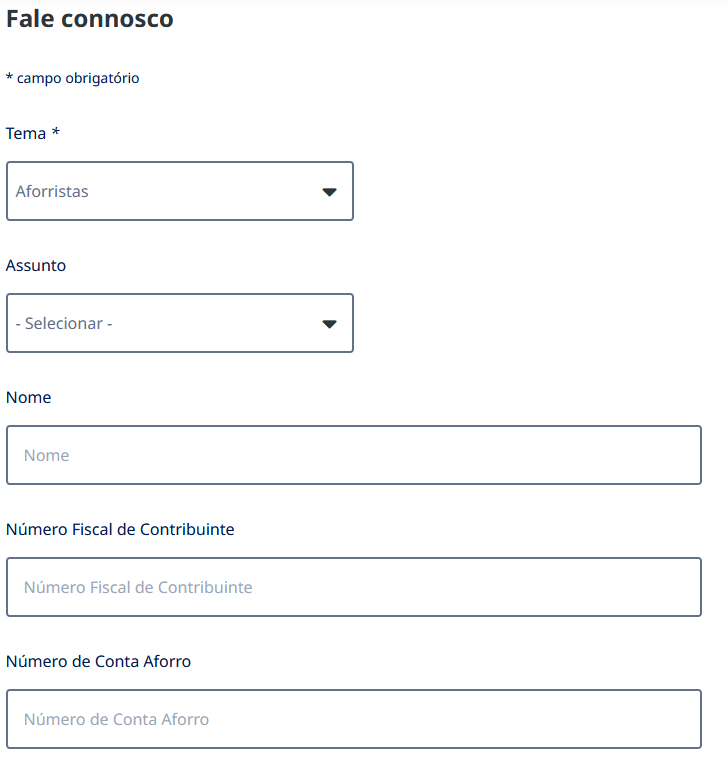 Fale connosco
* campo obrigatório
Tema *
Aforristas
Assunto
- Selecionar -
Nome
Nome
Número Fiscal de Contribuinte
Número Fiscal de Contribuinte
Número de Conta Aforro
Número de Conta Aforro